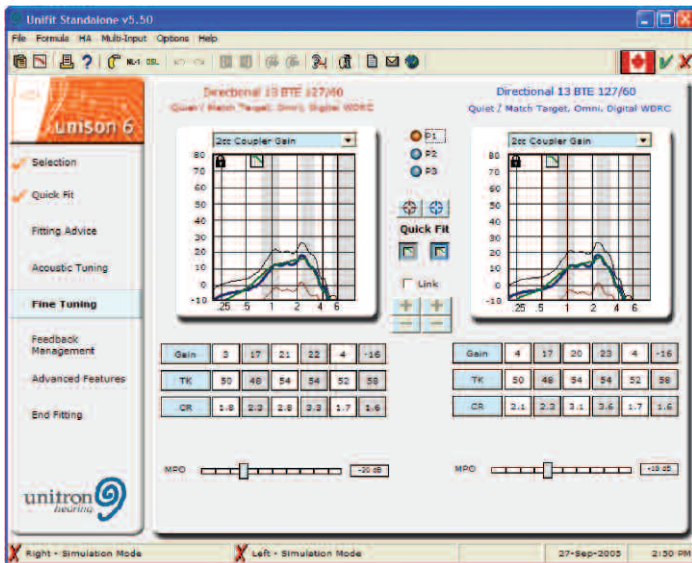 Unifit Standalone v5.50
File Formula HA Multi-Input Options Help
NL-1 DSL
unison 6
Selection
Quick Fit
Fitting Advice
Acoustic Tuning
Fine Tuning
Feedback
Management
Advanced Features
End Fitting
unitron
hearing
Directional 13 BTE 127/60
Quiet / Match Target, Omni, Digital WDRC
2cc Coupler Gain
80
70
60
50
40
30
20
10
0
-10
.25 .5 1 2 4 6
P1
P2
P3
Quick Fit
Link
Directional 13 BTE 127/60
Quiet / Match Target, Omni, Digital WDRC
2cc Coupler Gain
80
70
60
50
40
30
20
10
0
-10
.25 .5 1 2 4 6
Gain 3 17 21 22 4 -16
TK 50 48 54 54 52 58
CR 1.8 2.3 2.8 3.3 1.7 1.6
MPO -20 dB
Gain 4 17 20 23 4 -16
TK 50 48 54 54 52 58
CR 2.1 2.3 3.1 3.6 1.7 1.6
MPO
Right - Simulation Mode
Left - Simulation Mode
27-Sep-2005
2:50 PM